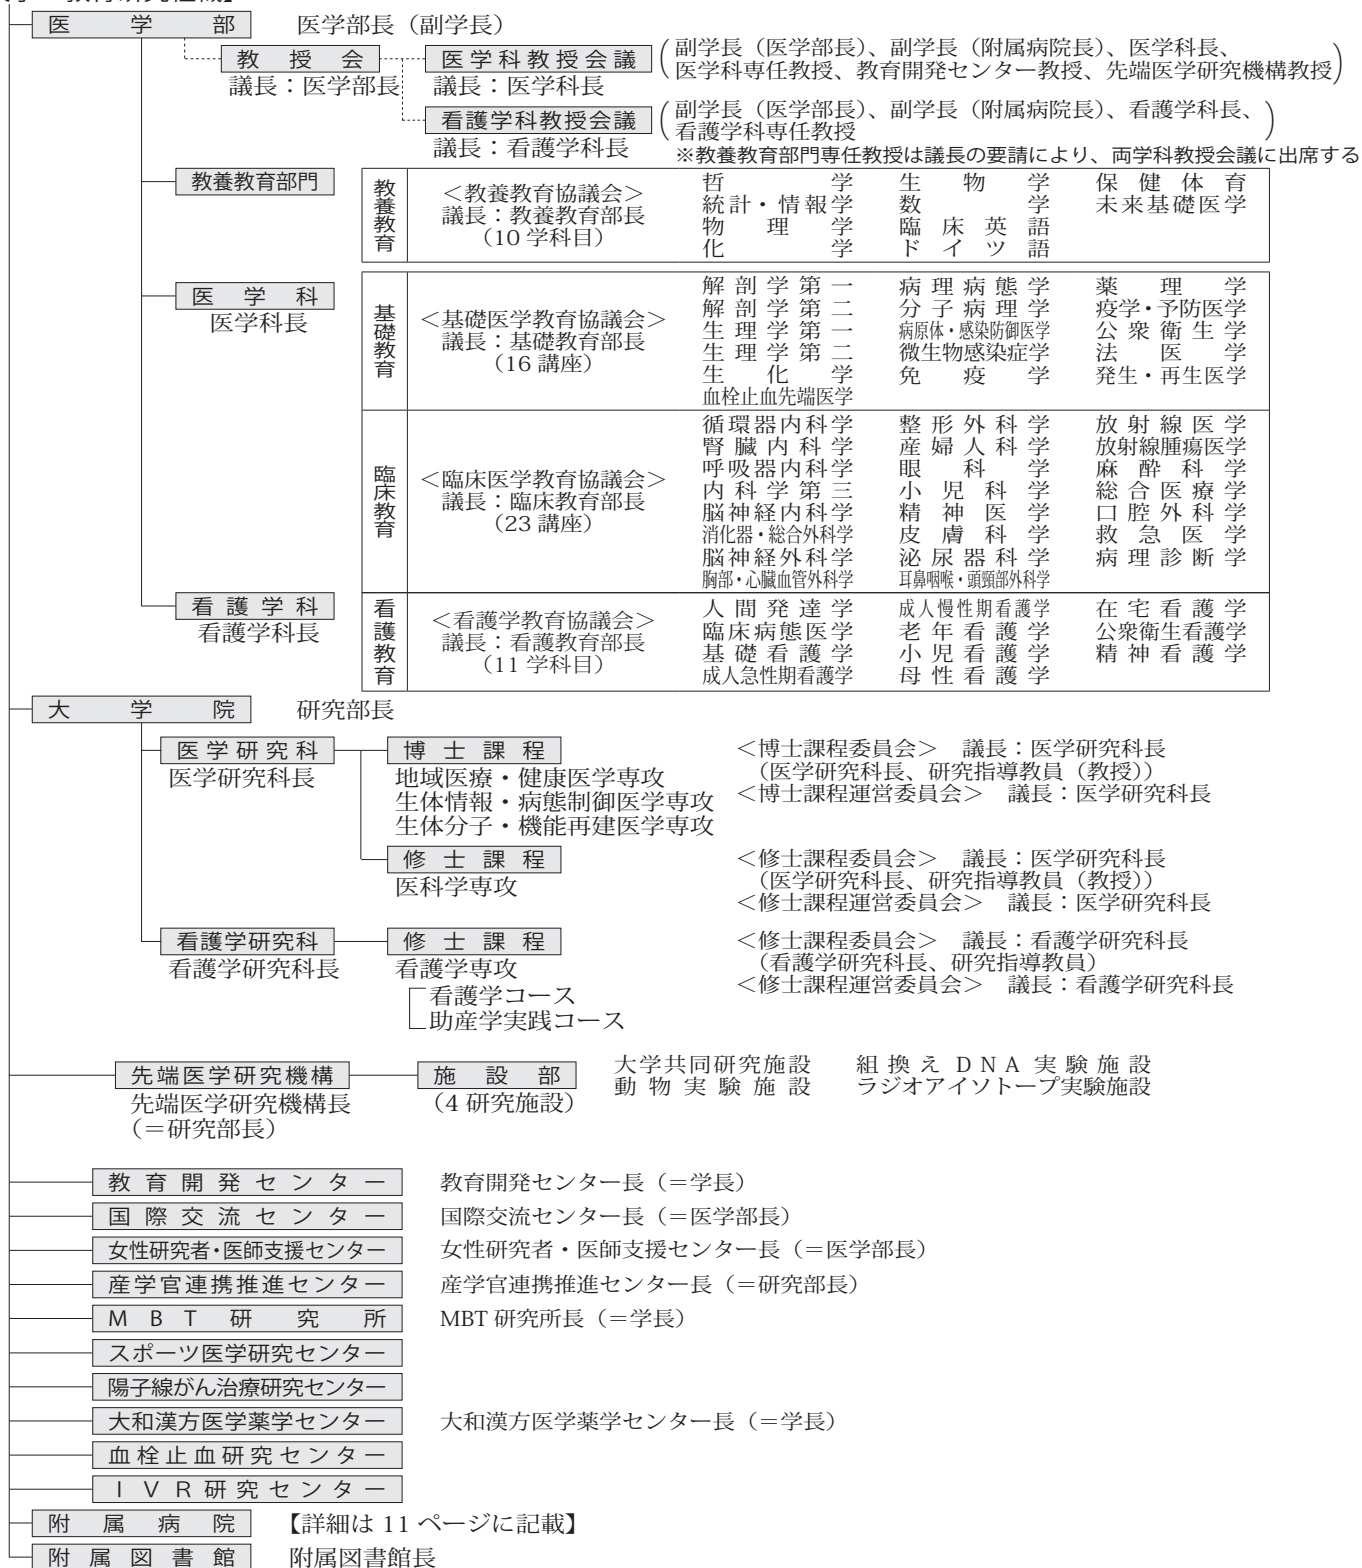 医学部 医学部長（副学長）
教授会 医学科教授会議 （副学長（医学部長）、副学長（附属病院長）、医学科長、
医学科専任教授、教育開発センター教授、先端医学研究機構教授）
議長：医学部長 議長：医学科長
看護学科教授会議 （副学長（医学部長）、副学長（附属病院長）、看護学科長、
看護学科専任教授）
議長：看護学科長
※教養教育部門専任教授は議長の要請により、両学科教授会議に出席する
教養教育部門
教養教育
＜教養教育協議会＞
議長：教養教育部長
（10 学科目）
哲学 生物学 保健体育
統計・情報学 数学 未来基礎医学
物理学 臨床英語
化学 ドイツ語
医学科
医学科長
基礎教育
＜基礎医学教育協議会＞
議長：基礎教育部長
（16 講座）
解剖学第一 病理病態学 薬理学
解剖学第二 分子病理学 疫学・予防医学
生理学第一 病原体・感染防御医学 公衆衛生学
生理学第二 微生物感染症学 法医学
生化学 免疫学 発生・再生医学
血栓止血先端医学
臨床教育
＜臨床医学教育協議会＞
議長：臨床教育部長
（23 講座）
循環器内科学 整形外科学 放射線医学
腎臓内科学 産婦人科学 放射線腫瘍医学
呼吸器内科学 眼科学 麻酔科学
内科学第三 小児科学 総合医療学
脳神経内科学 精神医学 口腔外科学
消化器・総合外科学 皮膚科学 救急医学
脳神経外科学 泌尿器科学 病理診断学
胸部・心臓血管外科学 耳鼻咽喉・頭頸部外科学
看護学科
看護学科長
看護教育
＜看護学教育協議会＞
議長：看護教育部長
（11 学科目）
人間発達学 成人慢性期看護学 在宅看護学
臨床病態医学 老年看護学 公衆衛生看護学
基礎看護学 小児看護学 精神看護学
成人急性期看護学 母性看護学
大学院 研究部長
医学研究科 博士課程 ＜博士課程委員会＞ 議長：医学研究科長
医学研究科長 地域医療・健康医学専攻 （医学研究科長、研究指導教員（教授））
生体情報・病態制御医学専攻 ＜博士課程運営委員会＞ 議長：医学研究科長
生体分子・機能再建医学専攻
修士課程 ＜修士課程委員会＞ 議長：医学研究科長
医科学専攻 （医学研究科長、研究指導教員（教授））
＜修士課程運営委員会＞ 議長：医学研究科長
看護学研究科 修士課程 ＜修士課程委員会＞ 議長：看護学研究科長
看護学研究科長 看護学専攻 （看護学研究科長、研究指導教員）
看護学コース ＜修士課程運営委員会＞ 議長：看護学研究科長
助産学実践コース
先端医学研究機構 施設部 大学共同研究施設 組換えDNA実験施設
先端医学研究機構長 （4 研究施設） 動物実験施設 ラジオアイソトープ実験施設
（＝研究部長）
教育開発センター 教育開発センター長（＝学長）
国際交流センター 国際交流センター長（＝医学部長）
女性研究者・医師支援センター 女性研究者・医師支援センター長（＝医学部長）
産学官連携推進センター 産学官連携推進センター長（＝研究部長）
MBT研究所 MBT 研究所長（＝学長）
スポーツ医学研究センター
陽子線がん治療研究センター
大和漢方医学薬学センター 大和漢方医学薬学センター長（＝学長）
血栓止血研究センター
IVR研究センター
附属病院 【詳細は 11 ページに記載】
附属図書館 附属図書館長